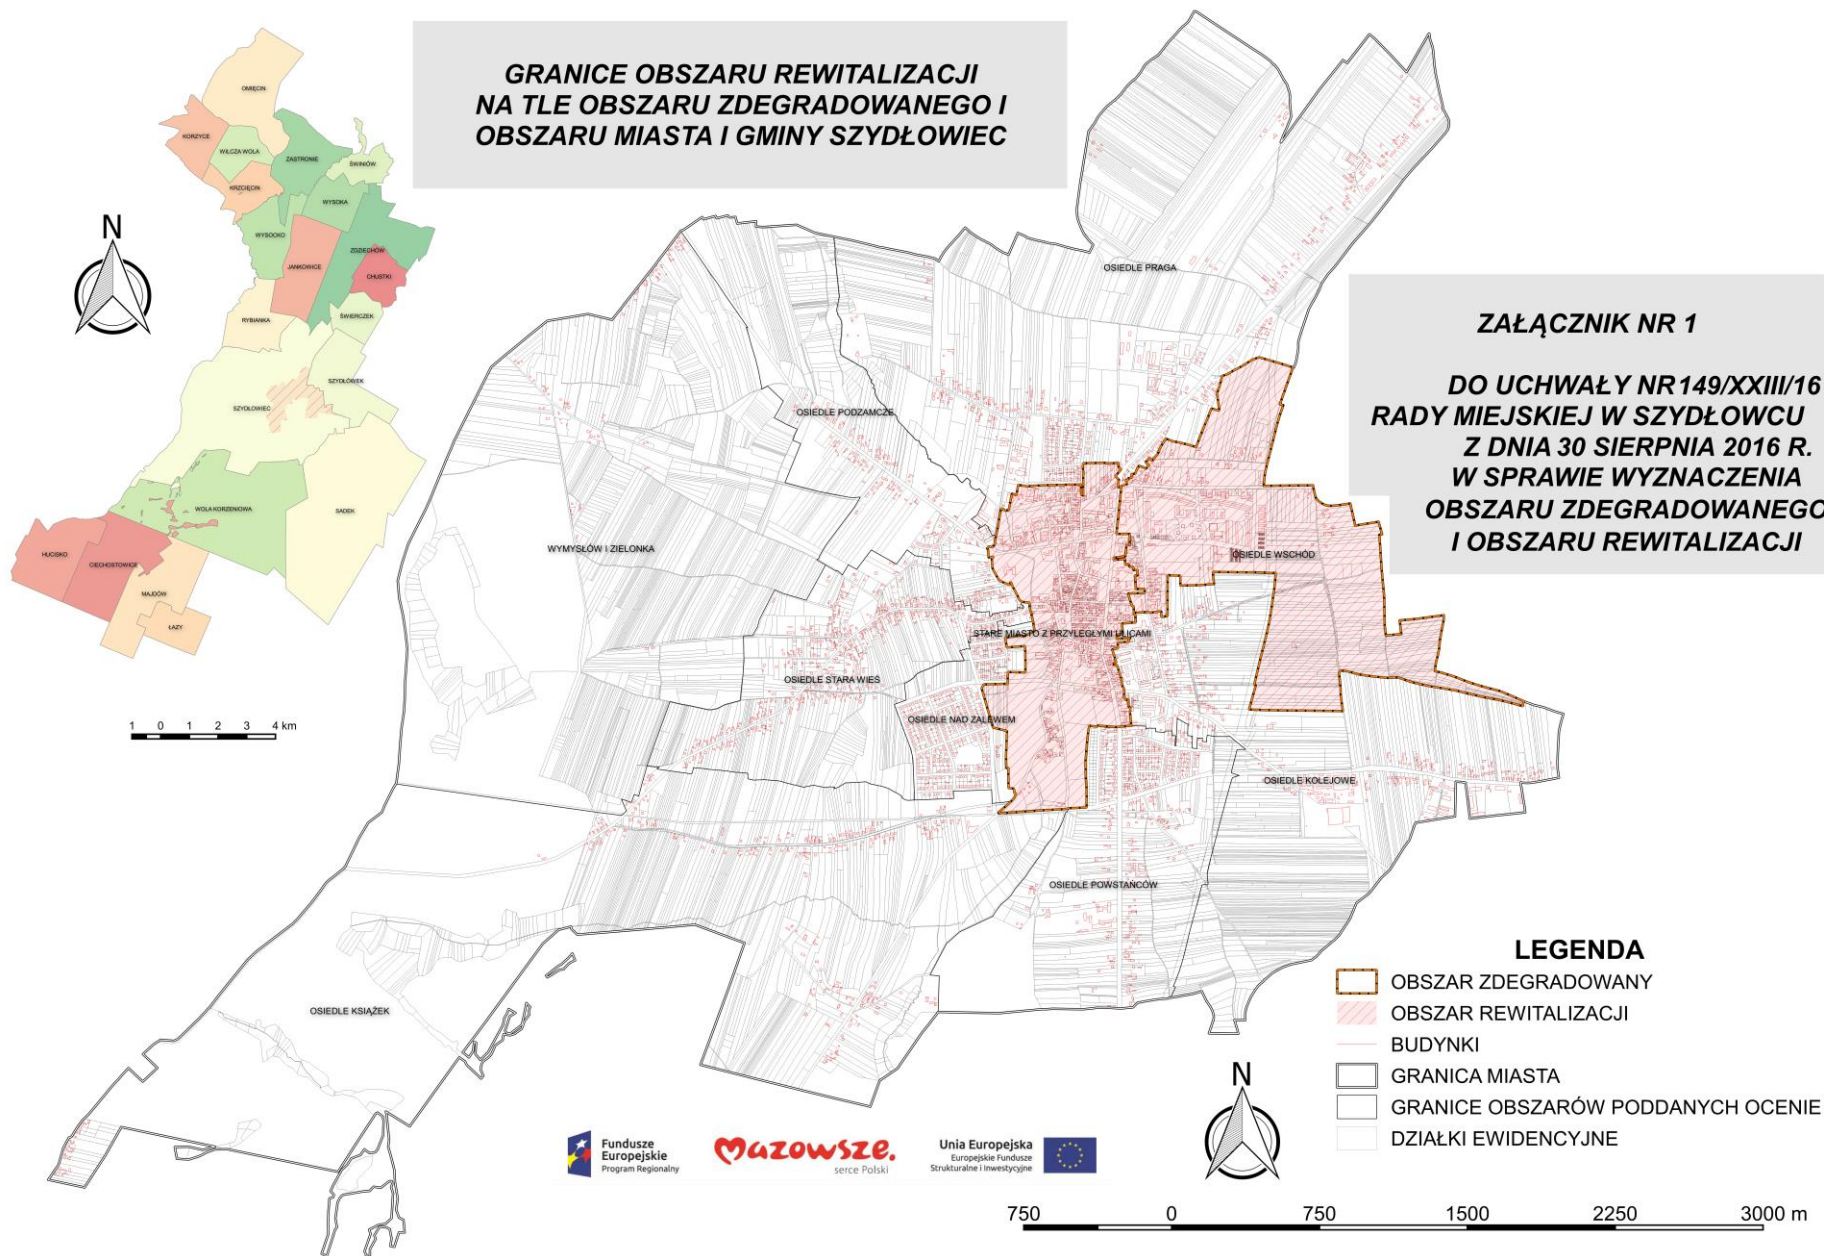 GRANICE OBSZARU REWITALIZACJI
NA TLE OBSZARU ZDEGRADOWANEGO I
OBSZARU MIASTA I GMINY SZYDŁOWIEC
ZAŁĄCZNIK NR 1
DO UCHWAŁY NR 149/XXIII/16
RADY MIEJSKIEJ W SZYDŁOWCU
Z DNIA 30 SIERPNIA 2016 R.
W SPRAWIE WYZNACZENIA
OBSZARU ZDEGRADOWANEGO
I OBSZARU REWITALIZACJI
N
OMIĘCIN
KORZYCE
WILCZA WOLA
ZASTRONIE
ŚWINIÓW
KRZCIĘCIN
WYSOKA
WYSOCKO
ZDZIECHÓW
JANKOWICE
CHUSTKI
RYBIANKA
ŚWIERCZEK
SZYDŁÓWEK
SZYDŁOWIEC
WOLA KORZENIOWA
SADEK
HUCISKO
CIECHOSTOWICE
MAJDÓW
ŁAZY
1 0 1 2 3 4 km
OSIEDLE PRAGA
OSIEDLE PODZAMCZE
WYMYSŁÓW I ZIELONKA
OSIEDLE WSCHÓD
STARE MIASTO Z PRZYLEGŁYMI ULICAMI
OSIEDLE STARA WIEŚ
OSIEDLE NAD ZALEWEM
OSIEDLE KOLEJOWE
OSIEDLE POWSTAŃCÓW
OSIEDLE KSIĄŻEK
LEGENDA
OBSZAR ZDEGRADOWANY
OBSZAR REWITALIZACJI
BUDYNKI
GRANICA MIASTA
GRANICE OBSZARÓW PODDANYCH OCENIE
DZIAŁKI EWIDENCYJNE
N
Fundusze
Europejskie
Program Regionalny
mazowsze.
serce Polski
Unia Europejska
Europejskie Fundusze
Strukturalne i Inwestycyjne
750 0 750 1500 2250 3000 m